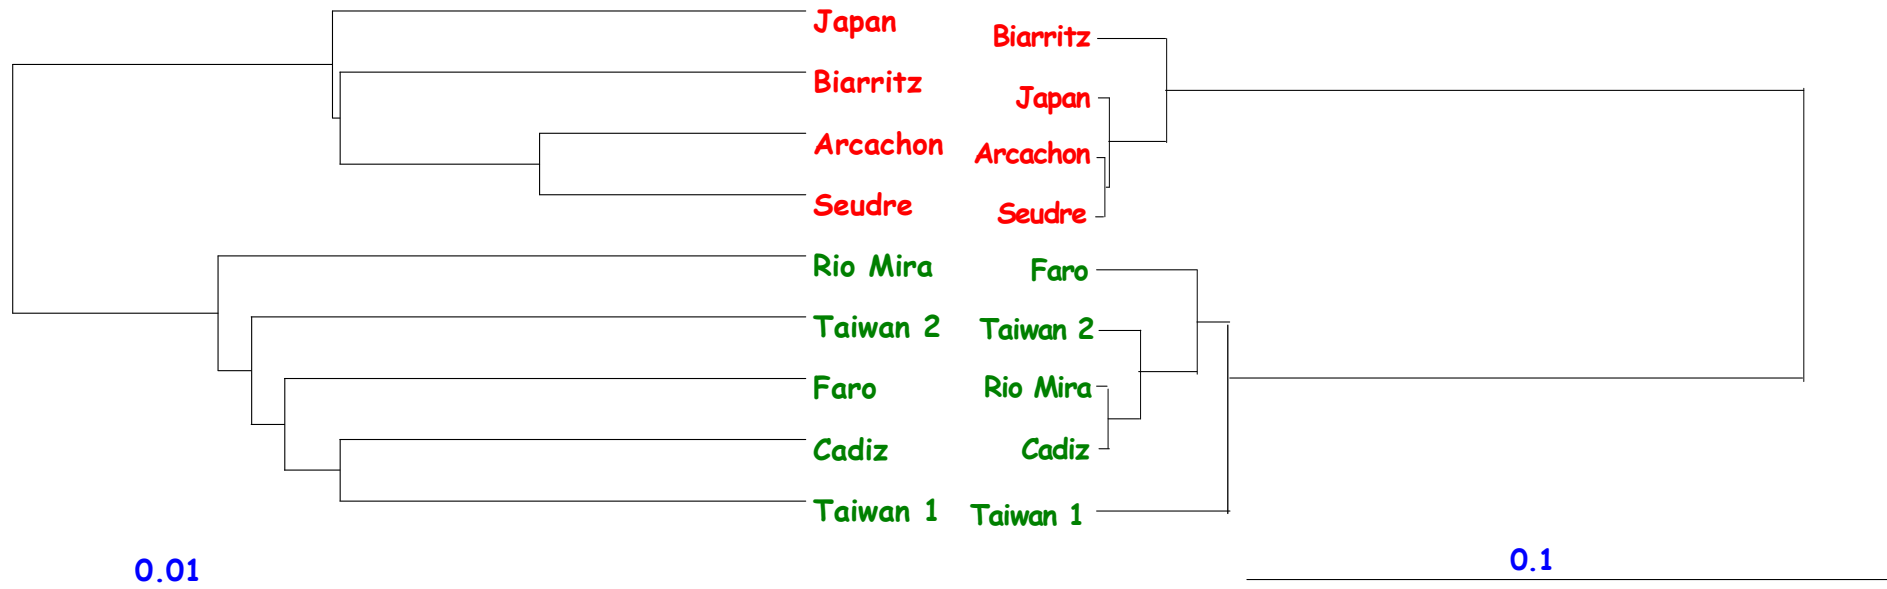 Japan
Biarritz
Arcachon
Seudre
Rio Mira
Taiwan 2
Faro
Cadiz
Taiwan 1
0.01
Biarritz
Japan
Arcachon
Seudre
Faro
Taiwan 2
Rio Mira
Cadiz
Taiwan 1
0.1